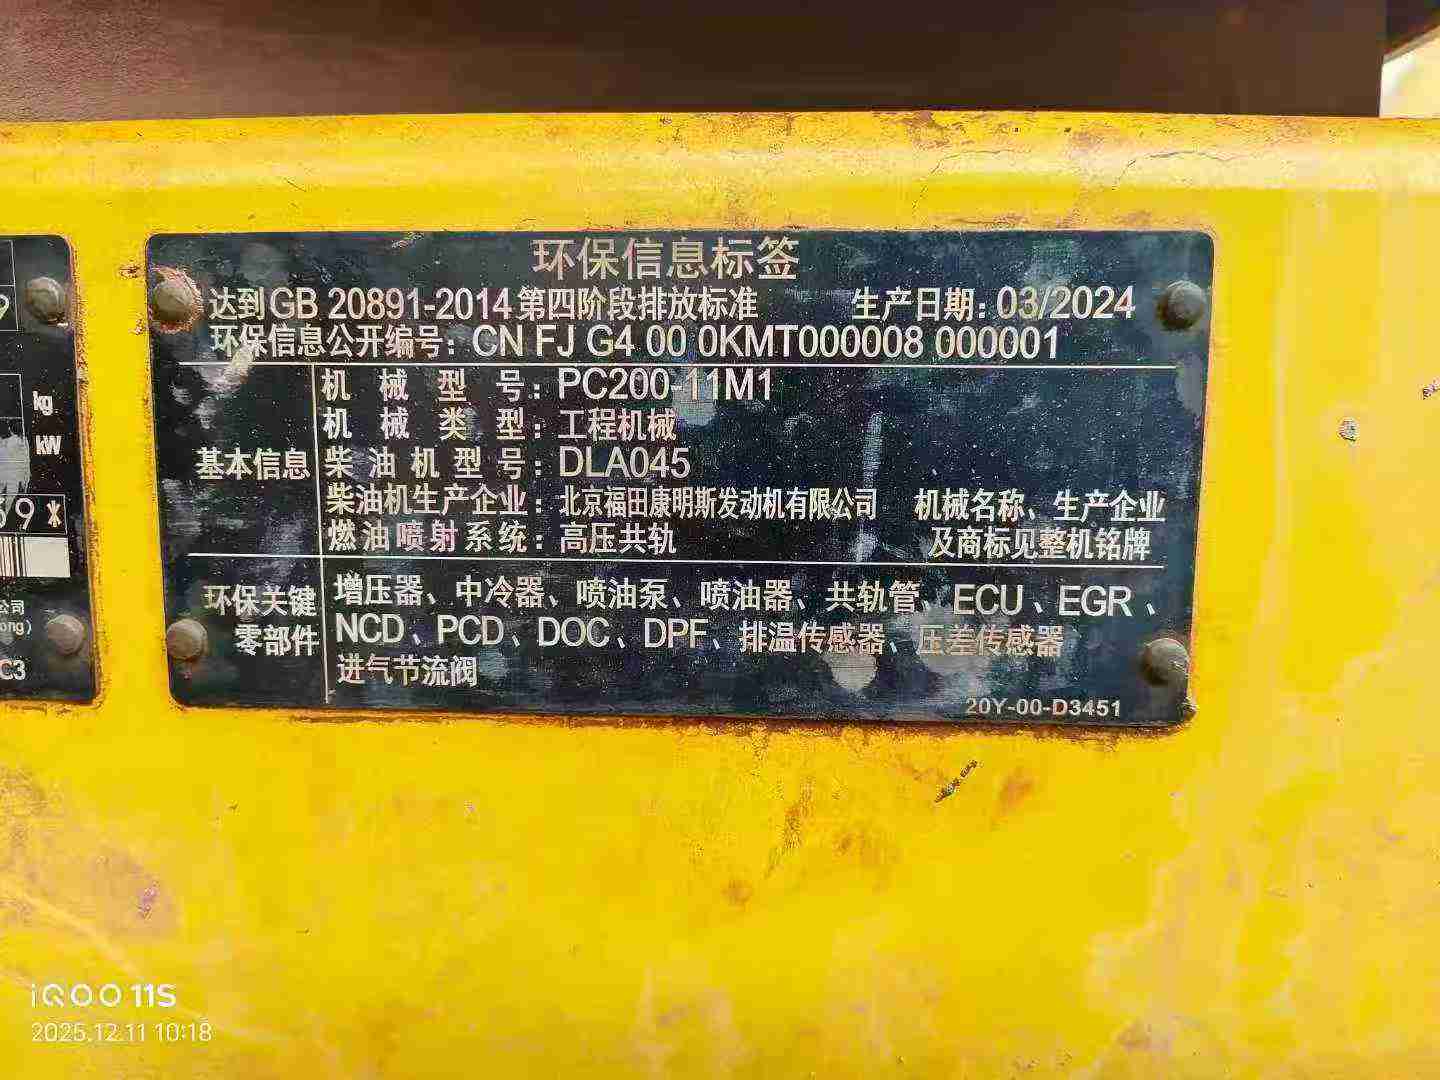 环保信息标签
达到GB 20891-2014第四阶段排放标准 生产日期: 03/2024
环保信息公开编号: CN FJ G4 00 0KMT000008 000001
基本信息
机械型号: PC200-11M1
机械类型: 工程机械
柴油机型号: DLA045
柴油机生产企业: 北京福田康明斯发动机有限公司
燃油喷射系统: 高压共轨
机械名称、生产企业
及商标见整机铭牌
环保关键
零部件
增压器、中冷器、喷油泵、喷油器、共轨管、ECU、EGR、
NCD、PCD、DOC、DPF、排温传感器、压差传感器
进气节流阀
20Y-00-D3451
9
kg
kW
9*
公司
ong)
C3
iQOO 11S
2025.12.11 10:18